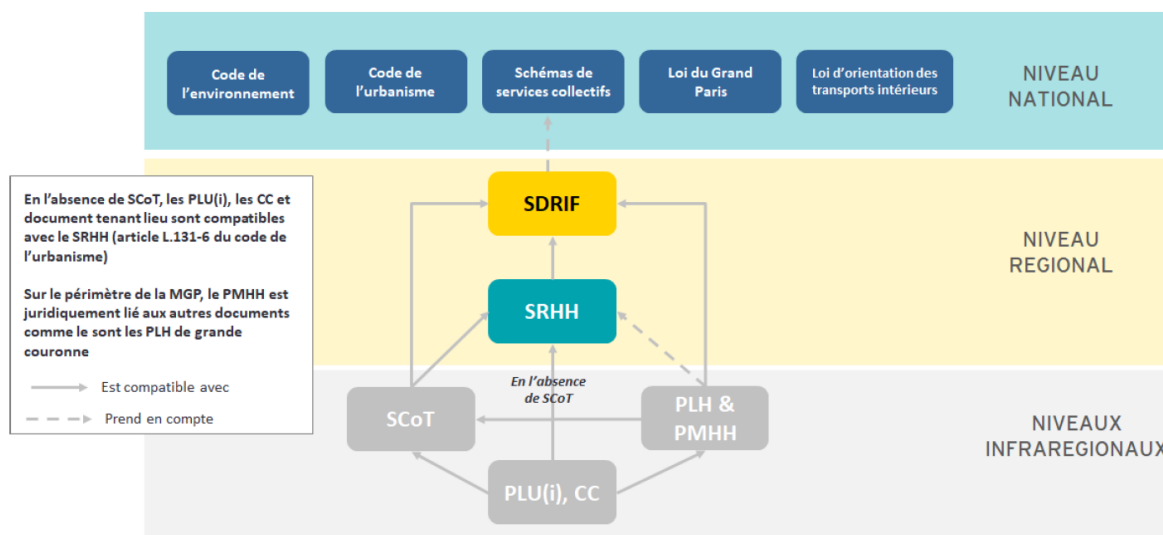 Code de
l'environnement
Code de
l'urbanisme
Schémas de
services collectifs
Loi du Grand
Paris
Loi d'orientation des
transports intérieurs
NIVEAU
NATIONAL
En l'absence de SCoT, les PLU(i), les CC et
document tenant lieu sont compatibles
avec le SRHH (article L.131-6 du code de
l'urbanisme)
Sur le périmètre de la MGP, le PMHH est
juridiquement lié aux autres documents
comme le sont les PLH de grande
couronne
Est compatible avec
Prend en compte
SDRIF
NIVEAU
REGIONAL
SRHH
En l'absence
de SCoT
SCoT
PLH &
PMHH
PLU(i), CC
NIVEAUX
INFRAREGIONAUX